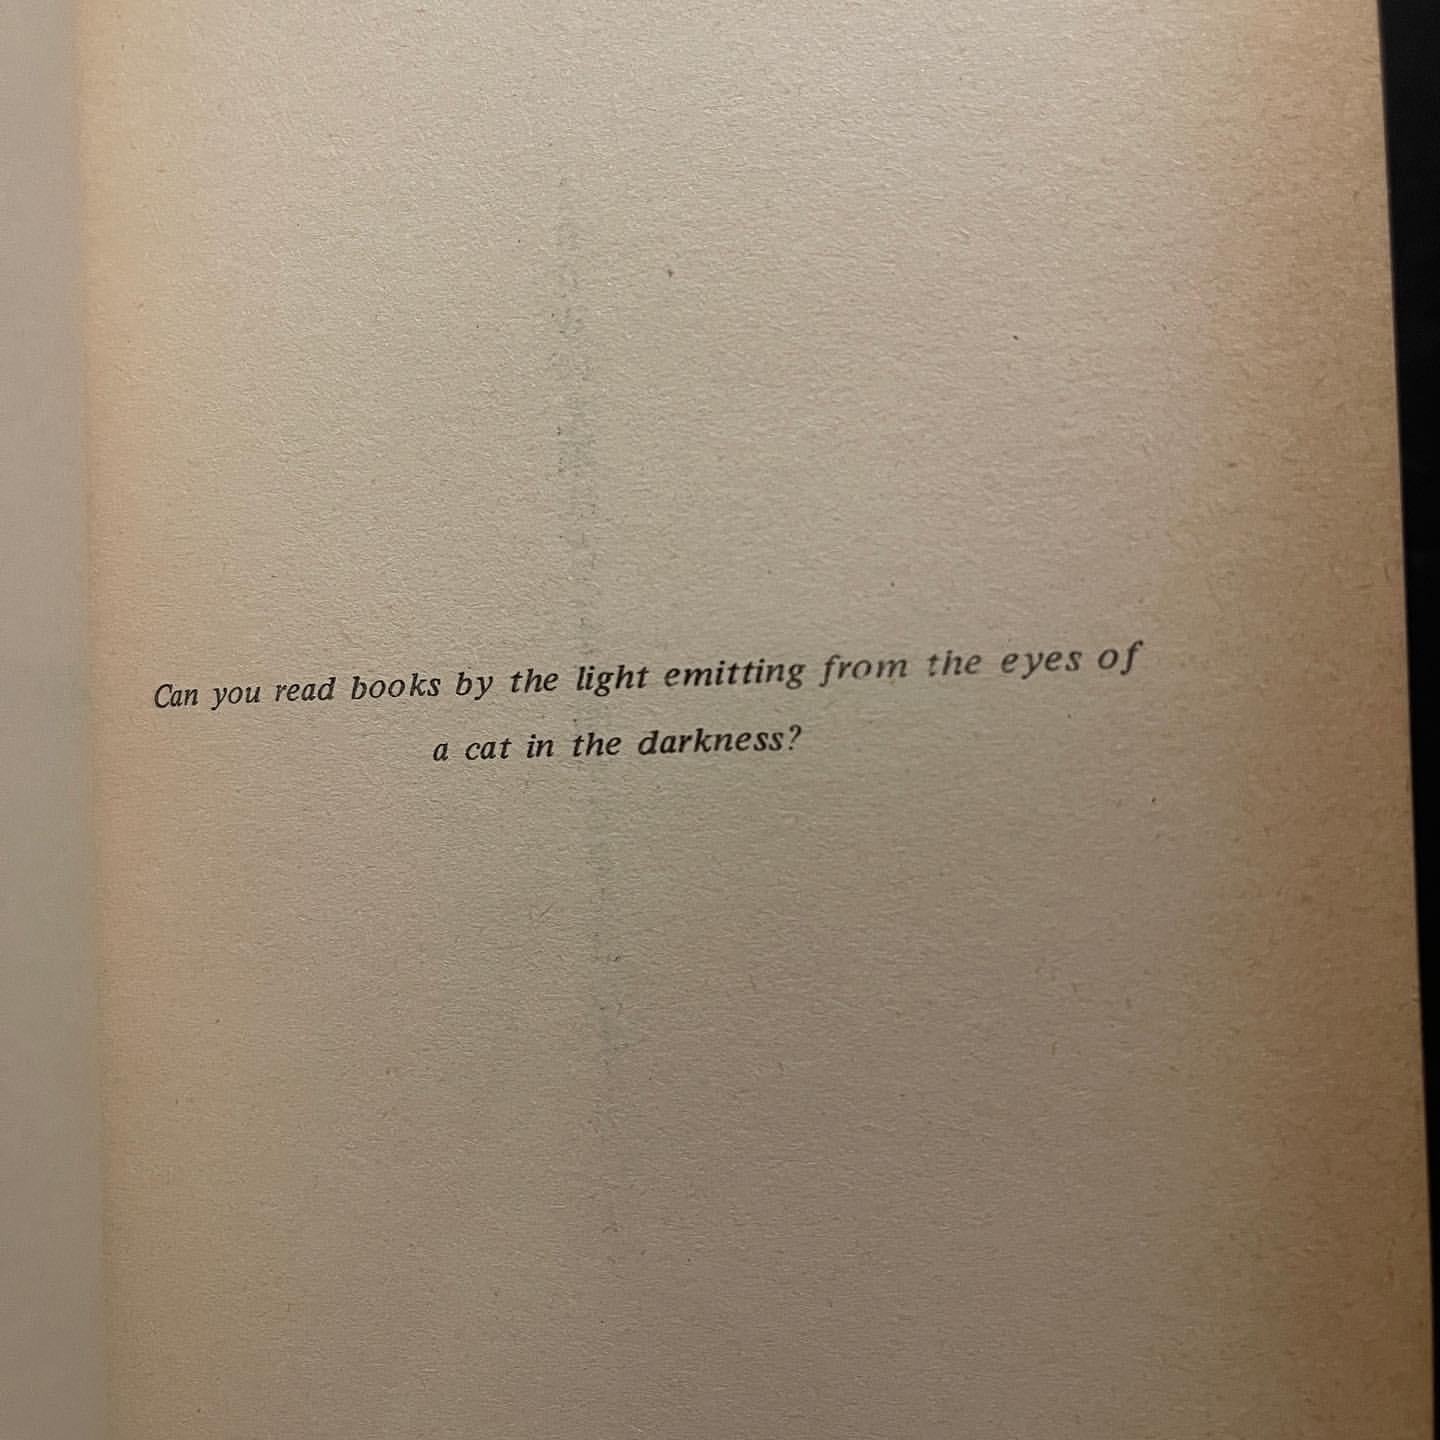 Can you read books by the light emitting from the eyes of
a cat in the darkness?